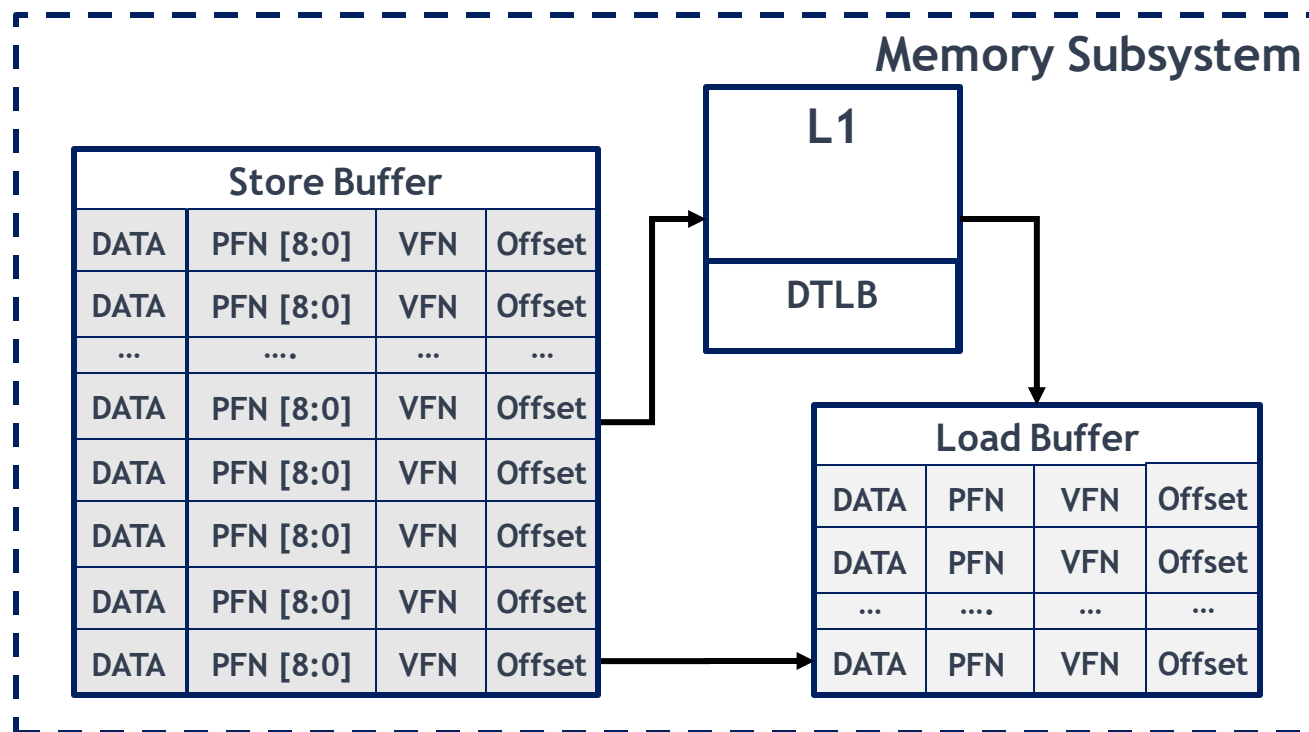 Memory Subsystem
L1
DTLB
Store Buffer
DATA PFN [8:0] VFN Offset
DATA PFN [8:0] VFN Offset
... .... ... ...
DATA PFN [8:0] VFN Offset
DATA PFN [8:0] VFN Offset
DATA PFN [8:0] VFN Offset
DATA PFN [8:0] VFN Offset
DATA PFN [8:0] VFN Offset
Load Buffer
DATA PFN VFN Offset
DATA PFN VFN Offset
... .... ... ...
DATA PFN VFN Offset